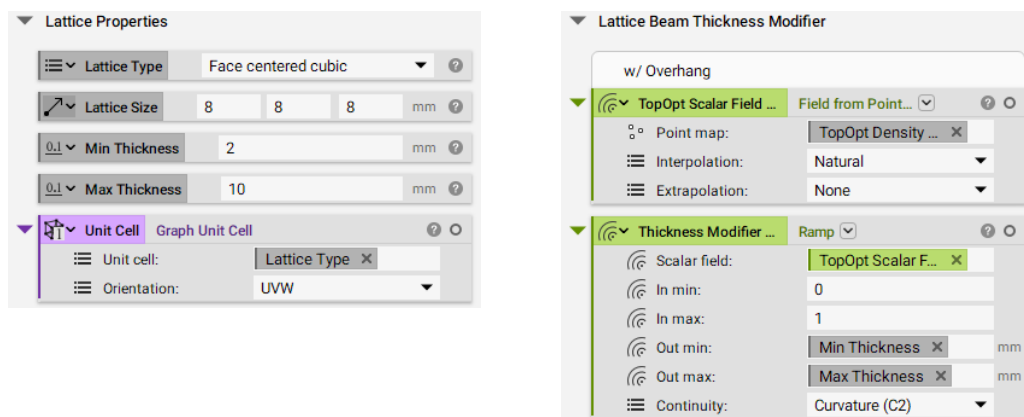 Lattice Properties
Lattice Type Face centered cubic ?
Lattice Size 8 8 8 mm ?
0.1 Min Thickness 2 mm ?
0.1 Max Thickness 10 mm ?
Unit Cell Graph Unit Cell ?
Unit cell: Lattice Type ×
Orientation: UVW
Lattice Beam Thickness Modifier
w/ Overhang
TopOpt Scalar Field ... Field from Point... ?
Point map: TopOpt Density ... ×
Interpolation: Natural
Extrapolation: None
Thickness Modifier ... Ramp ?
Scalar field: TopOpt Scalar F... ×
In min: 0
In max: 1
Out min: Min Thickness × mm
Out max: Max Thickness × mm
Continuity: Curvature (C2)